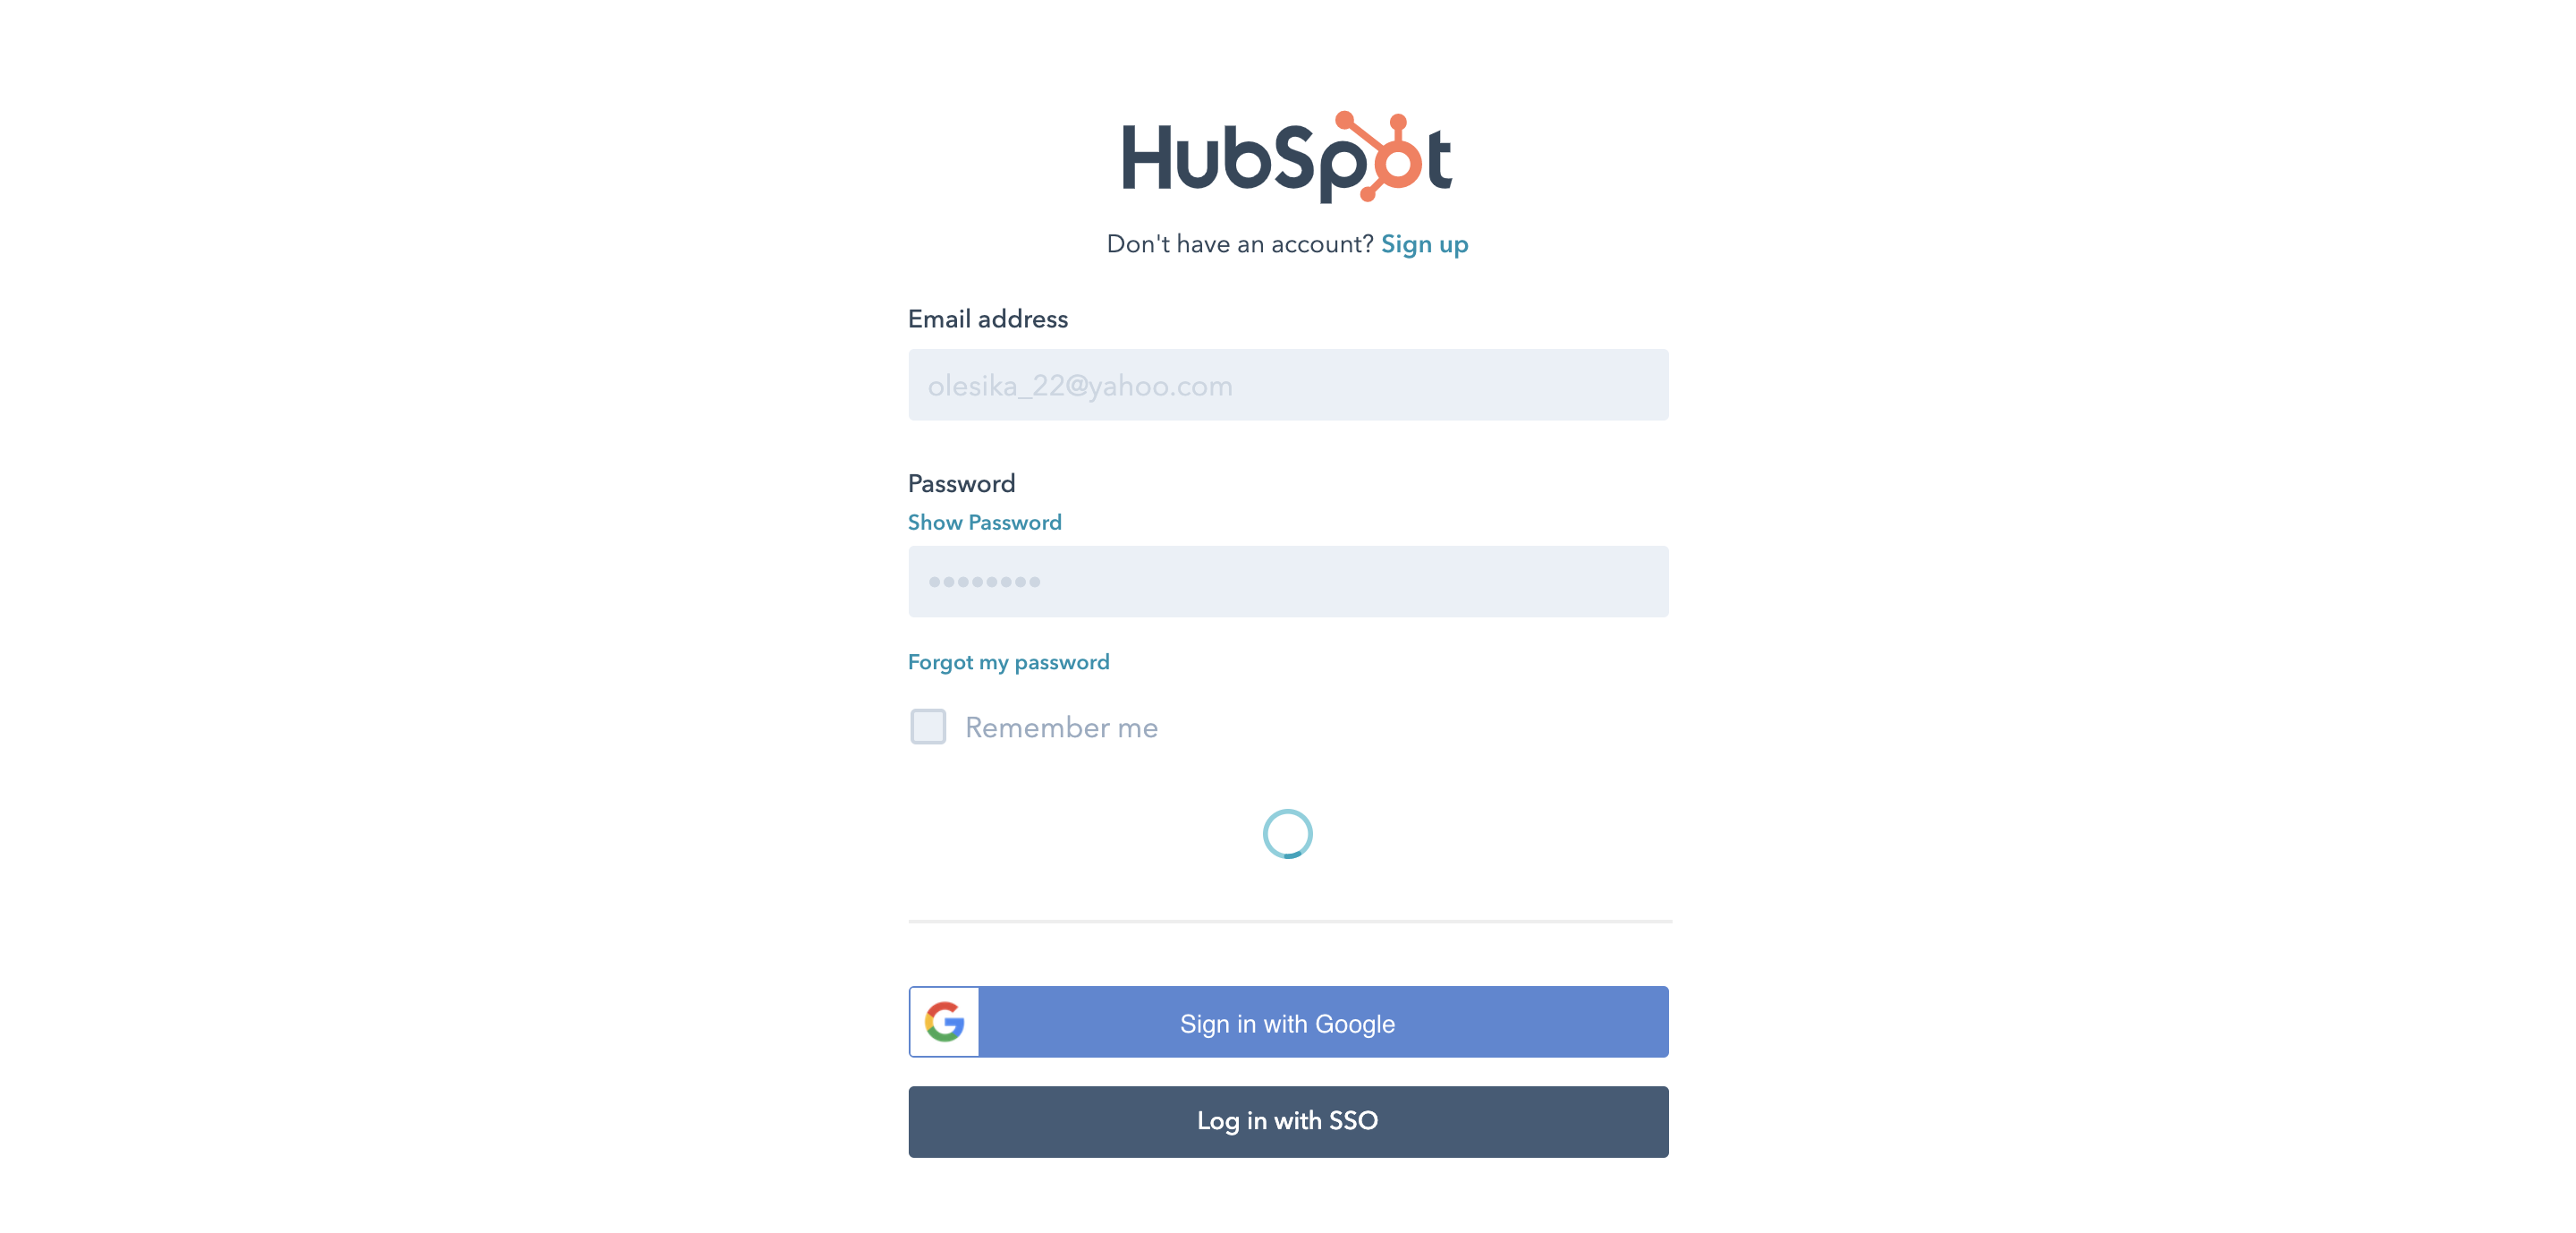 HubSpot
Don't have an account? Sign up
Email address
olesika_22@yahoo.com
Password
Show Password
••••••••
Forgot my password
Remember me
Sign in with Google
Log in with SSO